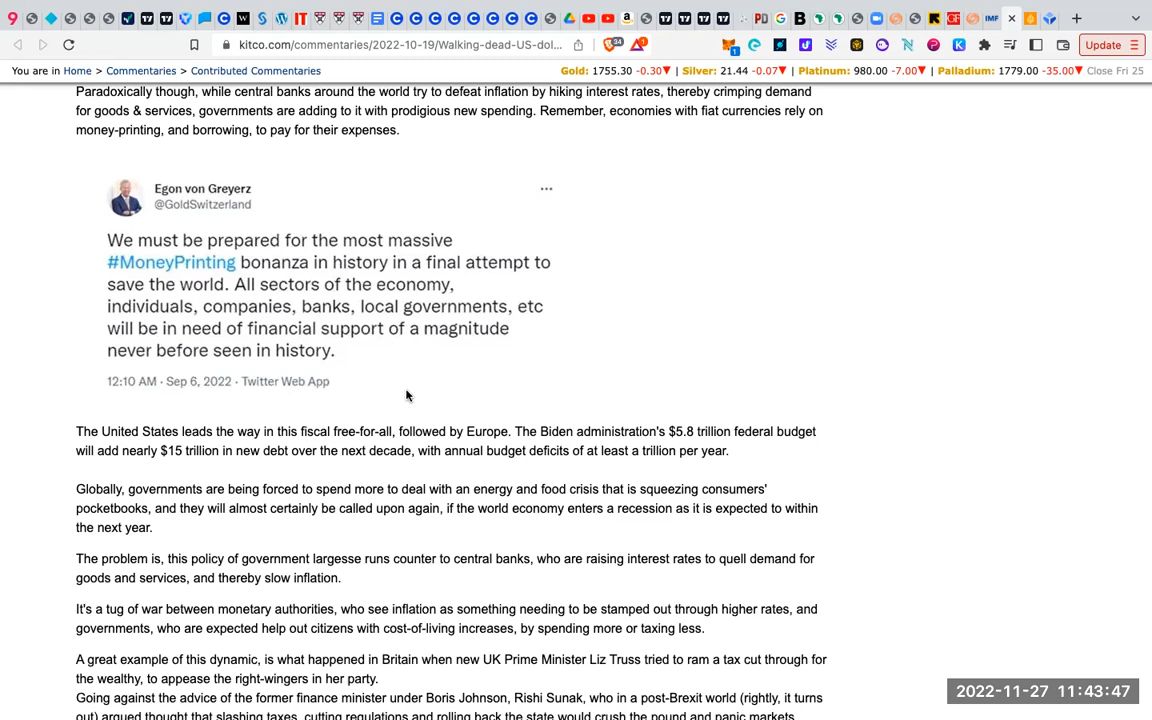 kitco.com/commentaries/2022-10-19/Walking-dead-US-dol...
Update
You are in Home > Commentaries > Contributed Commentaries
Gold: 1755.30 -0.30▼ | Silver: 21.44 -0.07▼ | Platinum: 980.00 -7.00▼ | Palladium: 1779.00 -35.00▼ Close Fri 25
Paradoxically though, while central banks around the world try to defeat inflation by hiking interest rates, thereby crimping demand
for goods & services, governments are adding to it with prodigious new spending. Remember, economies with fiat currencies rely on
money-printing, and borrowing, to pay for their expenses.
Egon von Greyerz
@GoldSwitzerland
We must be prepared for the most massive
#MoneyPrinting bonanza in history in a final attempt to
save the world. All sectors of the economy,
individuals, companies, banks, local governments, etc
will be in need of financial support of a magnitude
never before seen in history.
12:10 AM · Sep 6, 2022 · Twitter Web App
The United States leads the way in this fiscal free-for-all, followed by Europe. The Biden administration's $5.8 trillion federal budget
will add nearly $15 trillion in new debt over the next decade, with annual budget deficits of at least a trillion per year.
Globally, governments are being forced to spend more to deal with an energy and food crisis that is squeezing consumers'
pocketbooks, and they will almost certainly be called upon again, if the world economy enters a recession as it is expected to within
the next year.
The problem is, this policy of government largesse runs counter to central banks, who are raising interest rates to quell demand for
goods and services, and thereby slow inflation.
It's a tug of war between monetary authorities, who see inflation as something needing to be stamped out through higher rates, and
governments, who are expected help out citizens with cost-of-living increases, by spending more or taxing less.
A great example of this dynamic, is what happened in Britain when new UK Prime Minister Liz Truss tried to ram a tax cut through for
the wealthy, to appease the right-wingers in her party.
Going against the advice of the former finance minister under Boris Johnson, Rishi Sunak, who in a post-Brexit world (rightly, it turns
out) argued thought that slashing taxes, cutting regulations and rolling back the state would crush the pound and panic markets
2022-11-27 11:43:47